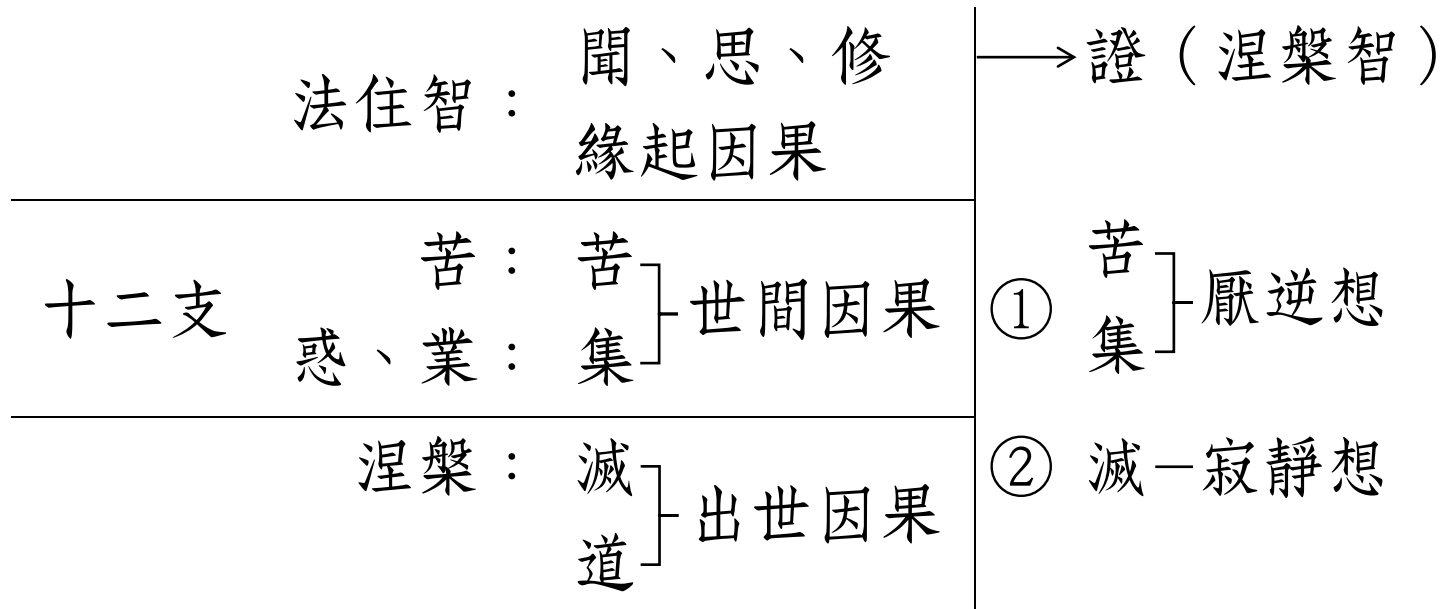 法住智：聞、思、修
緣起因果
→證（涅槃智）
十二支
苦：苦
惑、業：集
世間因果
① 苦
集
厭逆想
涅槃：滅
道
出世因果
② 滅－寂靜想